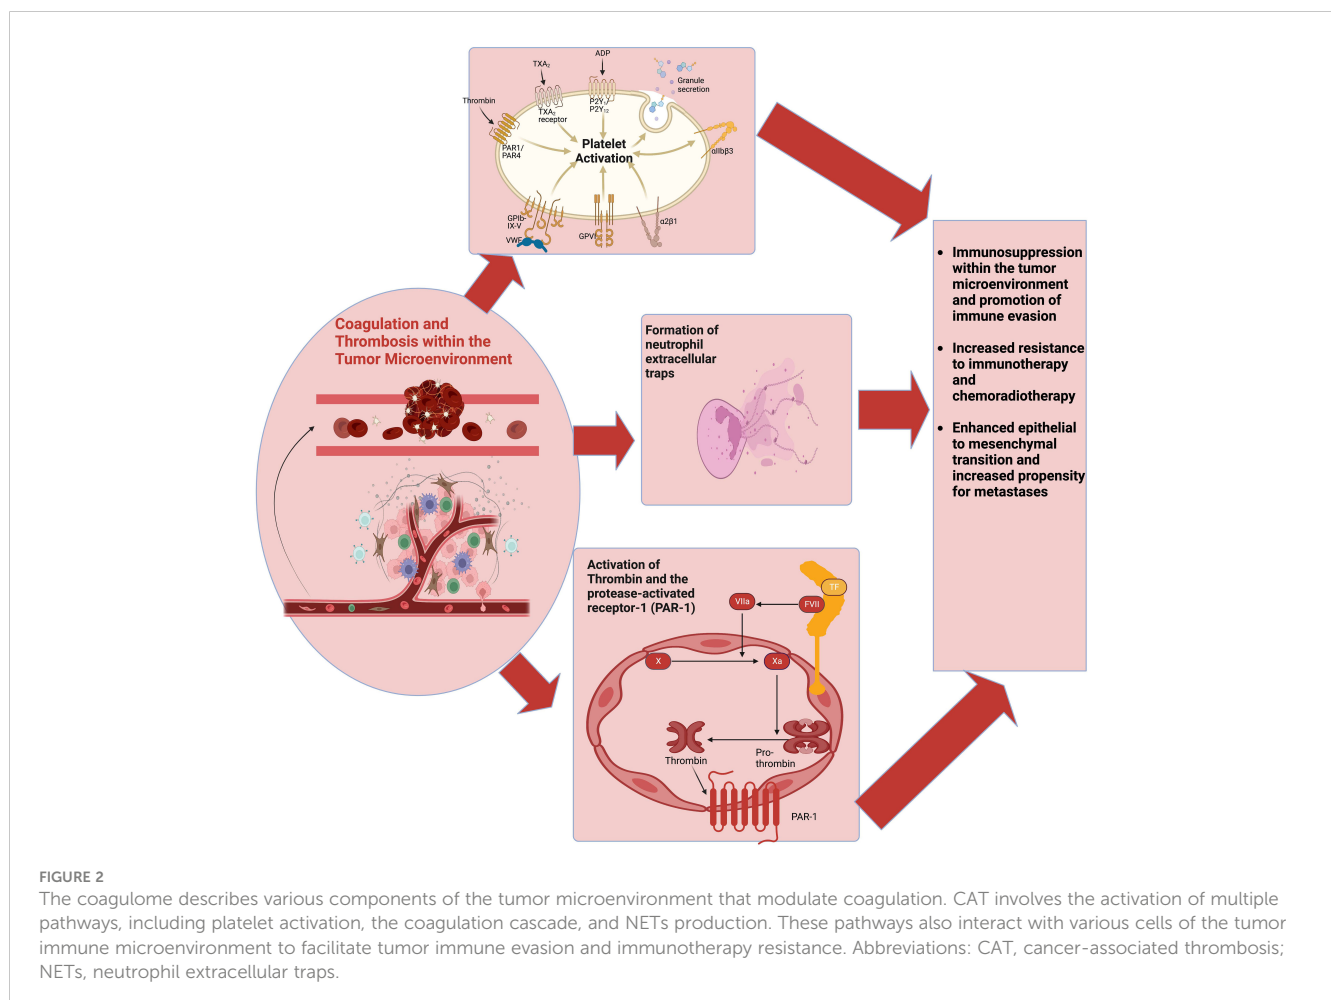 ADP
TXA₂
Granule
secretion
Thrombin
P2Y₁/
P2Y₁₂
TXA₂
receptor
PAR1/
PAR4
Platelet
Activation
αIIbβ3
GPIb-
IX-V
VWF
GPVI
α2β1
Coagulation and
Thrombosis within the
Tumor Microenvironment
Formation of
neutrophil
extracellular
traps
Activation of
Thrombin and the
protease-activated
receptor-1 (PAR-1)
TF
VIIa
FVII
X
Xa
Thrombin
Pro-
thrombin
PAR-1
• Immunosuppression
within the tumor
microenvironment
and promotion of
immune evasion
• Increased resistance
to immunotherapy
and
chemoradiotherapy
• Enhanced epithelial
to mesenchymal
transition and
increased propensity
for metastases
FIGURE 2
The coagulome describes various components of the tumor microenvironment that modulate coagulation. CAT involves the activation of multiple
pathways, including platelet activation, the coagulation cascade, and NETs production. These pathways also interact with various cells of the tumor
immune microenvironment to facilitate tumor immune evasion and immunotherapy resistance. Abbreviations: CAT, cancer-associated thrombosis;
NETs, neutrophil extracellular traps.